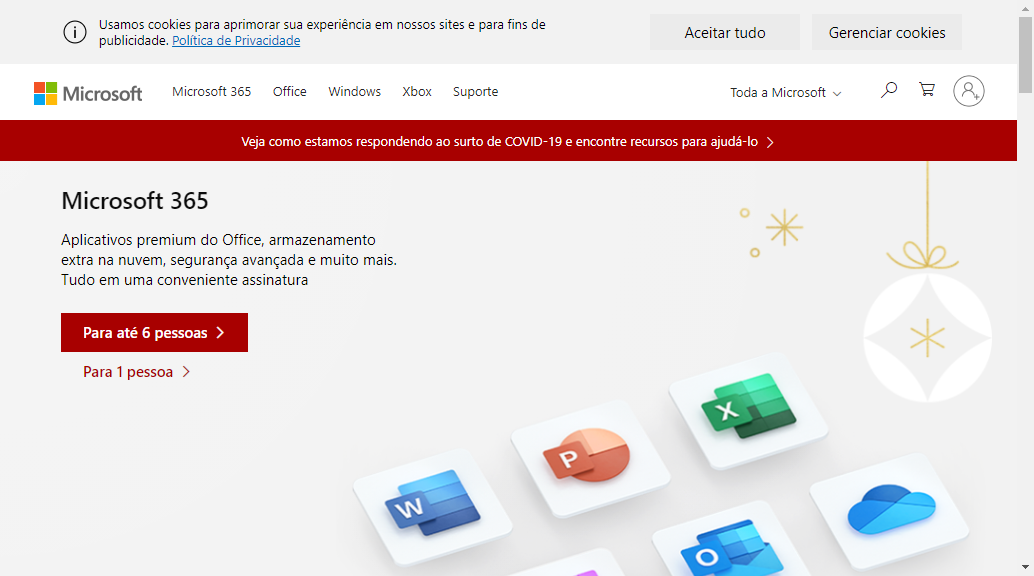 Usamos cookies para aprimorar sua experiência em nossos sites e para fins de
publicidade. Política de Privacidade
Aceitar tudo
Gerenciar cookies
Microsoft
Microsoft 365
Office
Windows
Xbox
Suporte
Toda a Microsoft
Veja como estamos respondendo ao surto de COVID-19 e encontre recursos para ajudá-lo
Microsoft 365
Aplicativos premium do Office, armazenamento
extra na nuvem, segurança avançada e muito mais.
Tudo em uma conveniente assinatura
Para até 6 pessoas
Para 1 pessoa
X
P
W
O